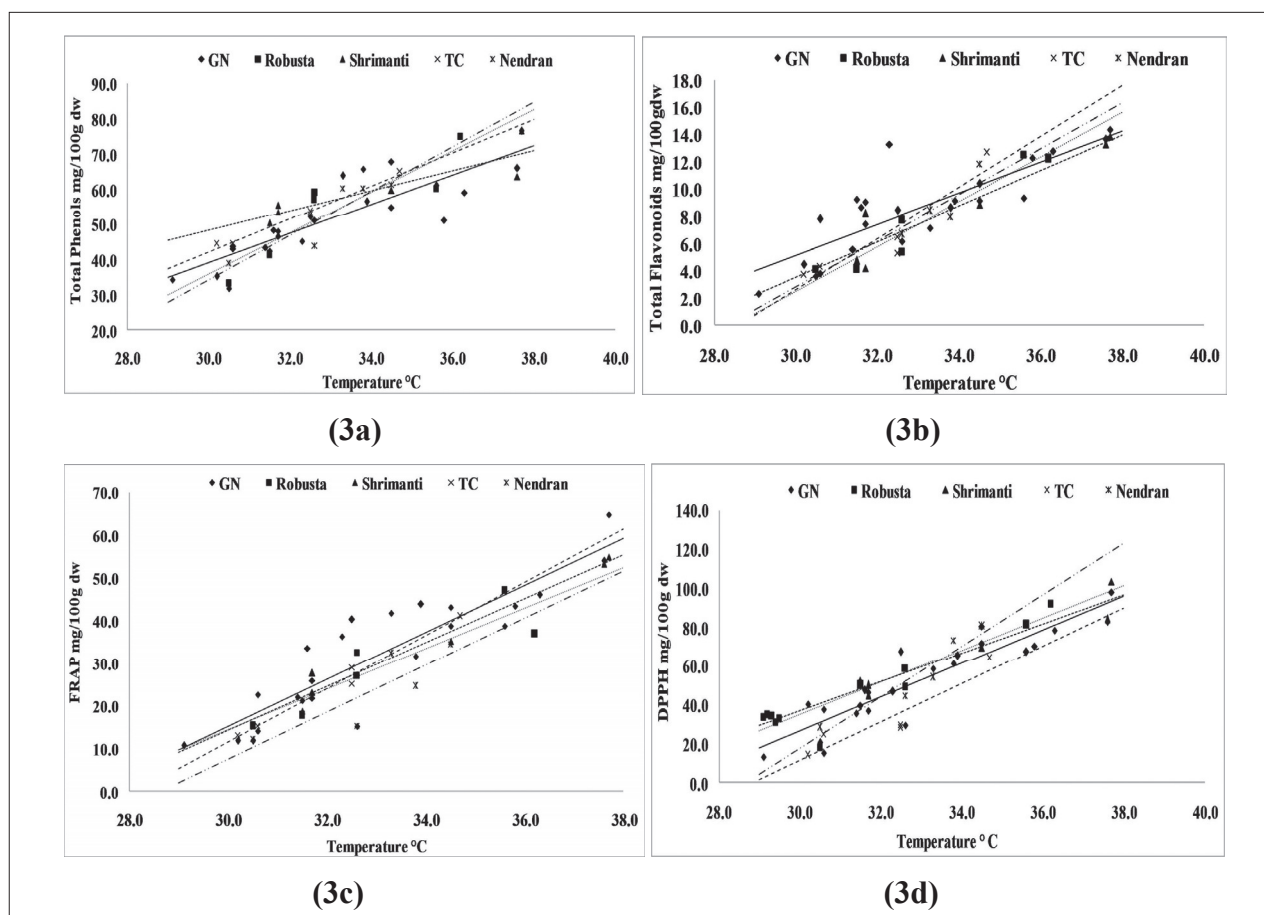 GN Robusta Shrimanti TC Nendran
Total Phenols mg/100g dw
90.0
80.0
70.0
60.0
50.0
40.0
30.0
20.0
28.0 30.0 32.0 34.0 36.0 38.0 40.0
Temperature °C
(3a)
GN Robusta Shrimanti TC Nendran
Total Flavonoids mg/100gdw
18.0
16.0
14.0
12.0
10.0
8.0
6.0
4.0
2.0
0.0
28.0 30.0 32.0 34.0 36.0 38.0 40.0
Temperature °C
(3b)
GN Robusta Shrimanti TC Nendran
FRAP mg/100g dw
70.0
60.0
50.0
40.0
30.0
20.0
10.0
0.0
28.0 30.0 32.0 34.0 36.0 38.0
Temperature °C
(3c)
GN Robusta Shrimanti TC Nendran
DPPH mg/100g dw
140.0
120.0
100.0
80.0
60.0
40.0
20.0
0.0
28.0 30.0 32.0 34.0 36.0 38.0 40.0
Temperature ° C
(3d)